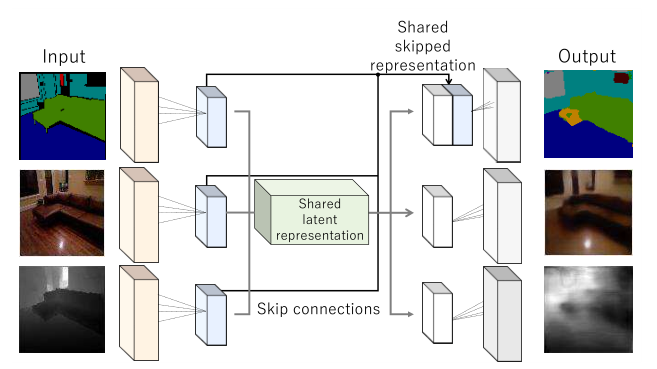 Shared
skipped
representation
Input
Output
Shared
latent
representation
Skip connections